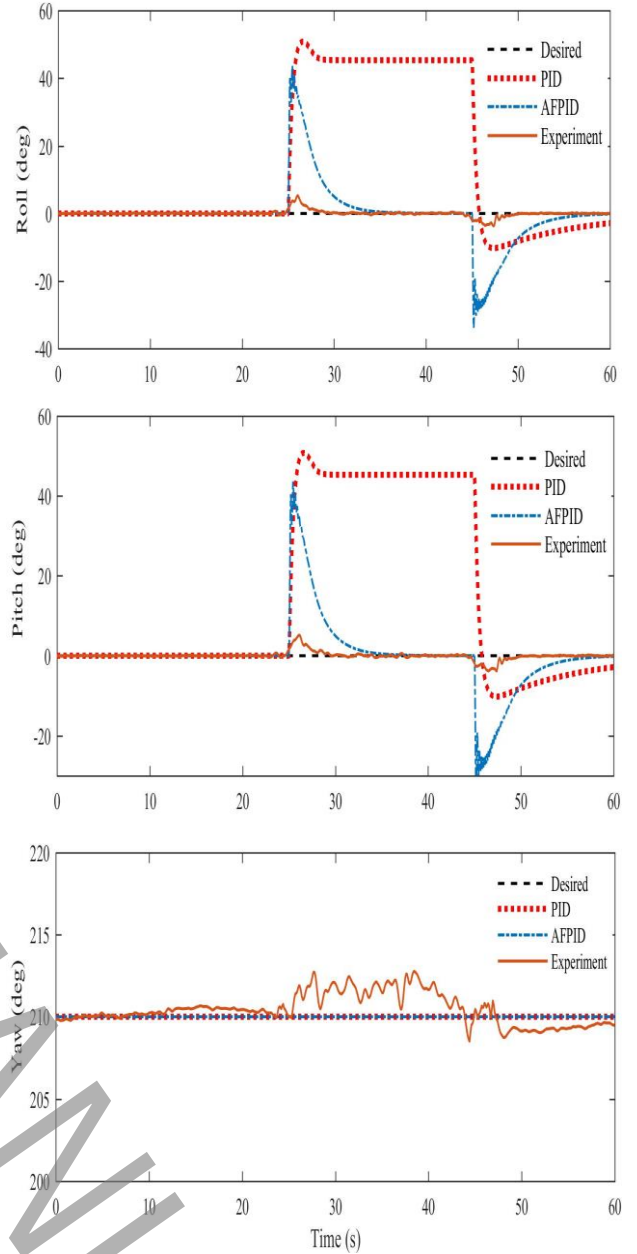 60
40
20
0
-20
-40
Roll (deg)
Desired
PID
AFPID
Experiment
0 10 20 30 40 50 60
60
40
20
0
-20
Pitch (deg)
Desired
PID
AFPID
Experiment
0 10 20 30 40 50 60
220
215
210
205
200
Yaw (deg)
Desired
PID
AFPID
Experiment
0 10 20 30 40 50 60
Time (s)